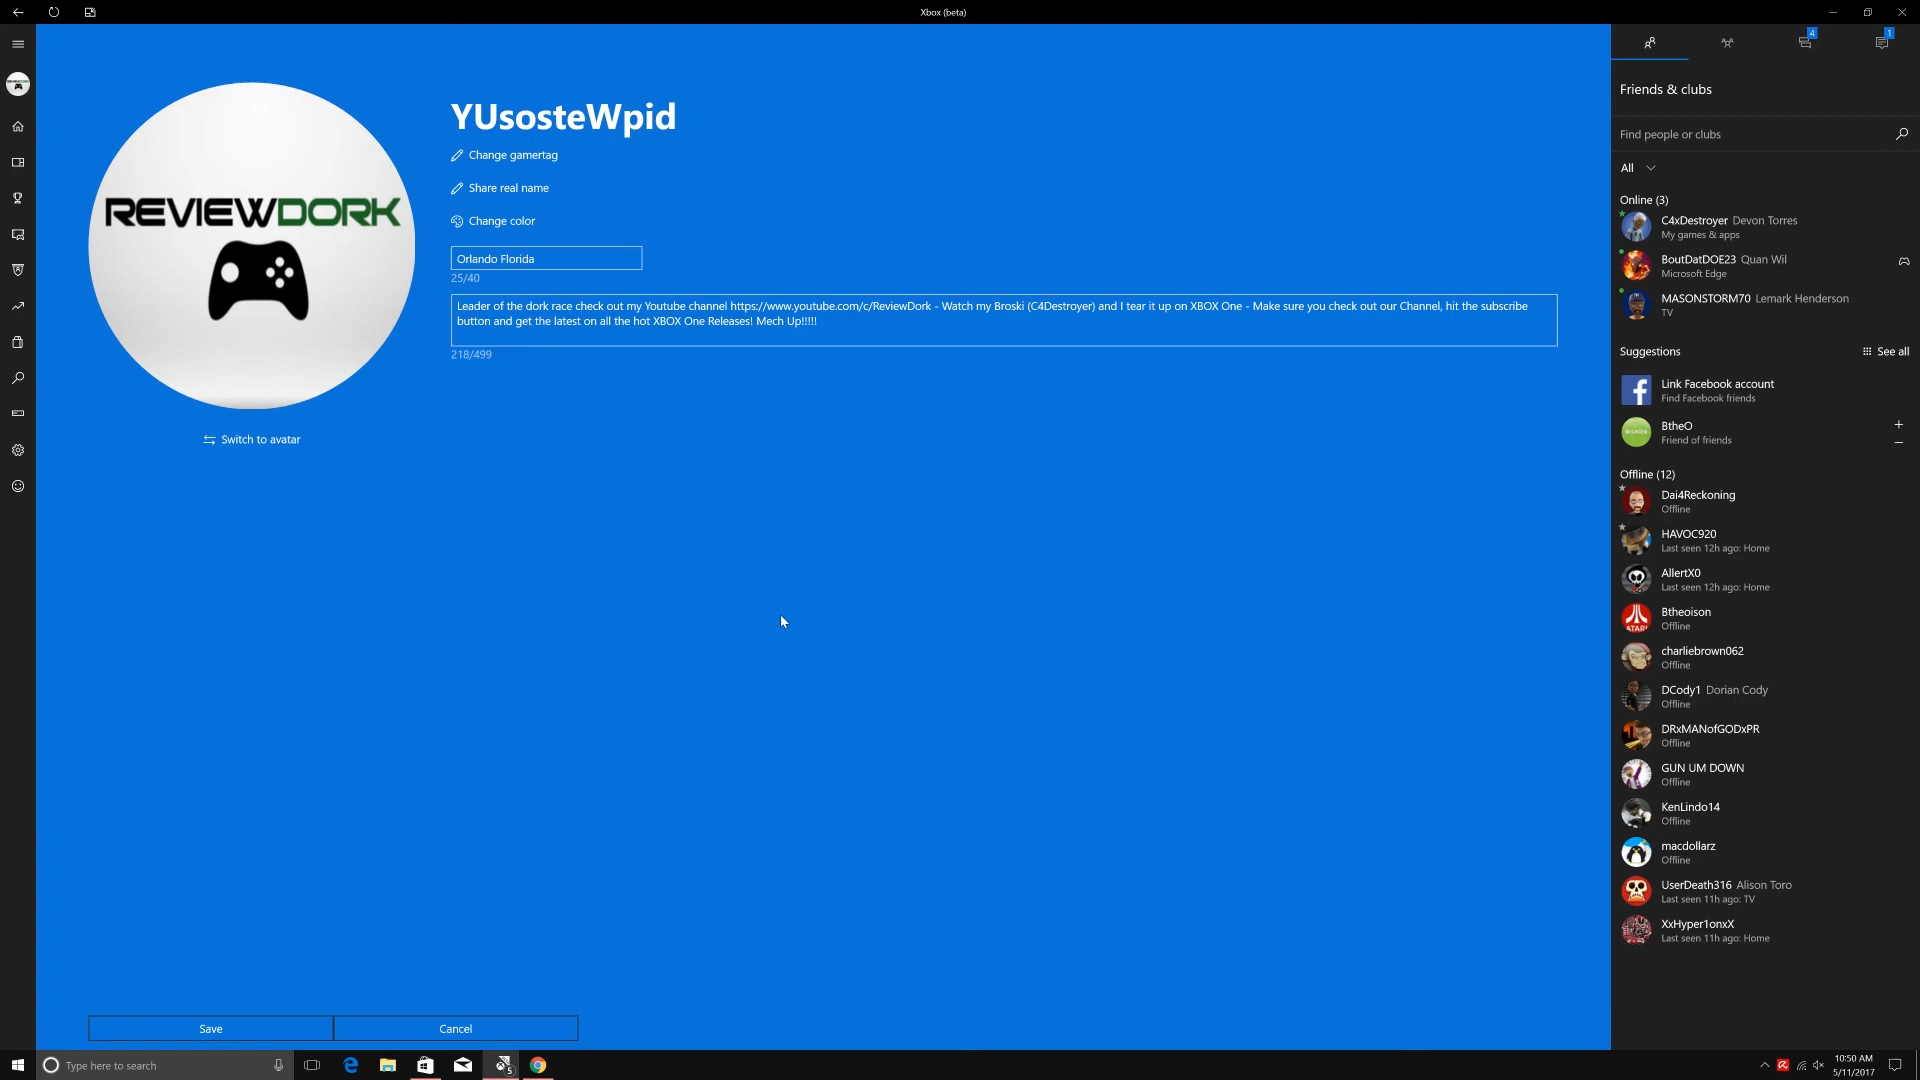 Xbox (beta)
REVIEWDORK
Switch to avatar
YUsosteWpid
Change gamertag
Share real name
Change color
Orlando Florida
25/40
Leader of the dork race check out my Youtube channel https://www.youtube.com/c/ReviewDork - Watch my Broski (C4Destroyer) and I tear it up on XBOX One - Make sure you check out our Channel, hit the subscribe
button and get the latest on all the hot XBOX One Releases! Mech Up!!!!!
218/499
Save
Cancel
4
1
Friends & clubs
Find people or clubs
All
Online (3)
C4xDestroyer Devon Torres
My games & apps
BoutDatDOE23 Quan Wil
Microsoft Edge
MASONSTORM70 Lemark Henderson
TV
Suggestions
See all
Link Facebook account
Find Facebook friends
BtheO
Friend of friends
Offline (12)
Dai4Reckoning
Offline
HAVOC920
Last seen 12h ago: Home
AllertX0
Last seen 12h ago: Home
ATARI
Btheoison
Offline
charliebrown062
Offline
DCody1 Dorian Cody
Offline
DRxMANofGODxPR
Offline
GUN UM DOWN
Offline
KenLindo14
Offline
macdollarz
Offline
UserDeath316 Alison Toro
Last seen 11h ago: TV
XxHyper1onxX
Last seen 11h ago: Home
Type here to search
5
10:50 AM
5/11/2017